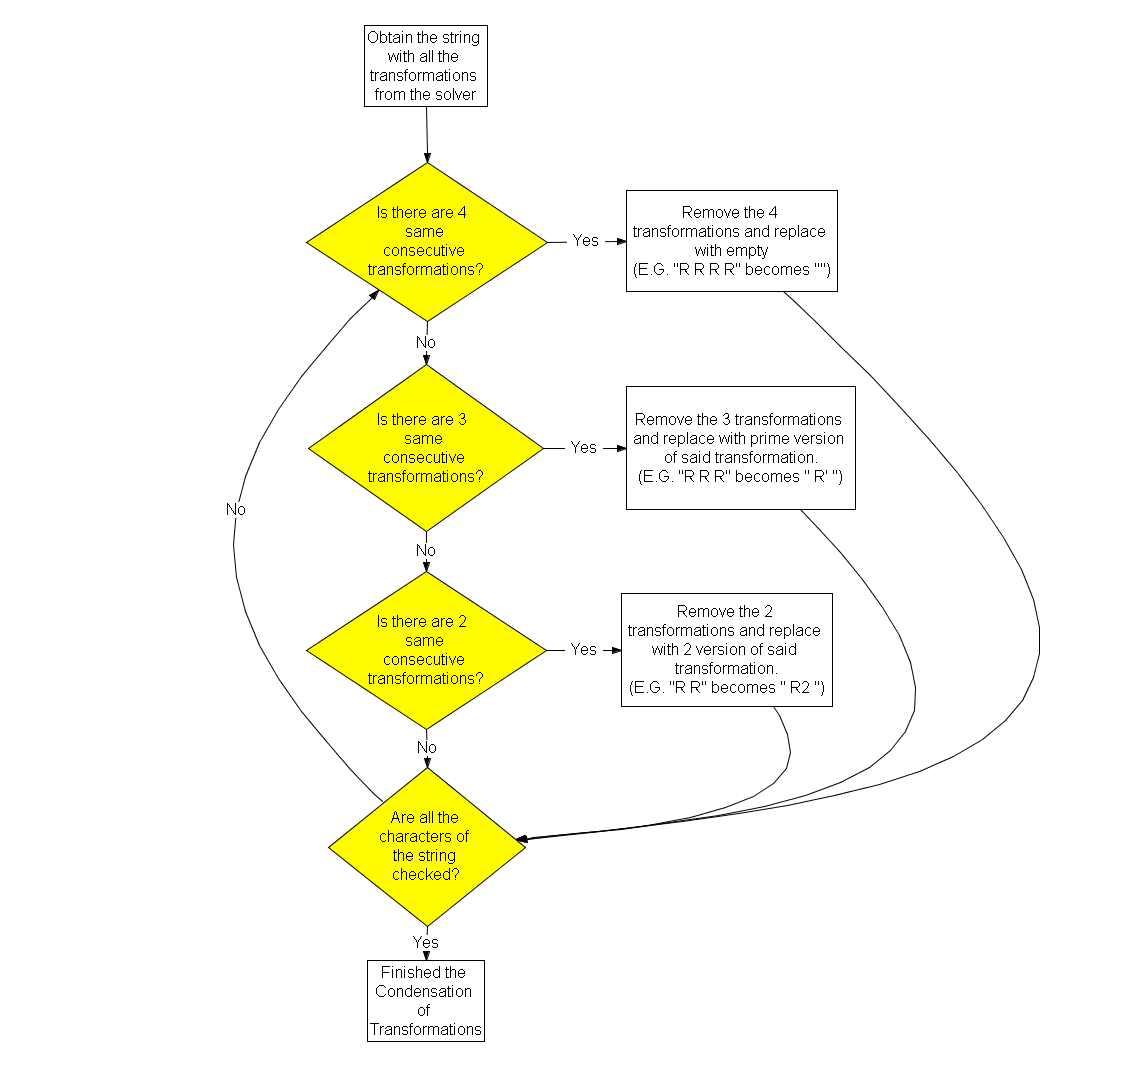 Obtain the string
with all the
transformations
from the solver
Is there are 4
same
consecutive
transformations?
Yes
Remove the 4
transformations and replace
with empty
(E.G. "R R R R" becomes "")
No
Is there are 3
same
consecutive
transformations?
Yes
Remove the 3 transformations
and replace with prime version
of said transformation.
(E.G. "R R R" becomes " R' ")
No
No
Is there are 2
same
consecutive
transformations?
Yes
Remove the 2
transformations and replace
with 2 version of said
transformation.
(E.G. "R R" becomes " R2 ")
No
Are all the
characters of
the string
checked?
Yes
Finished the
Condensation
of
Transformations